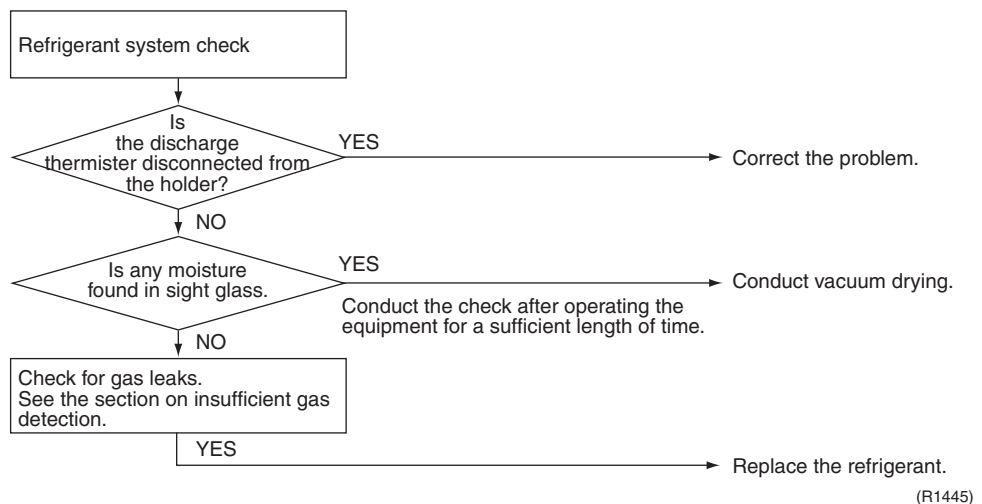 Refrigerant system check
Is
the discharge
thermister disconnected from
the holder?
YES
Correct the problem.
NO
Is any moisture
found in sight glass.
YES
Conduct the check after operating the
equipment for a sufficient length of time.
Conduct vacuum drying.
NO
Check for gas leaks.
See the section on insufficient gas
detection.
YES
Replace the refrigerant.
(R1445)